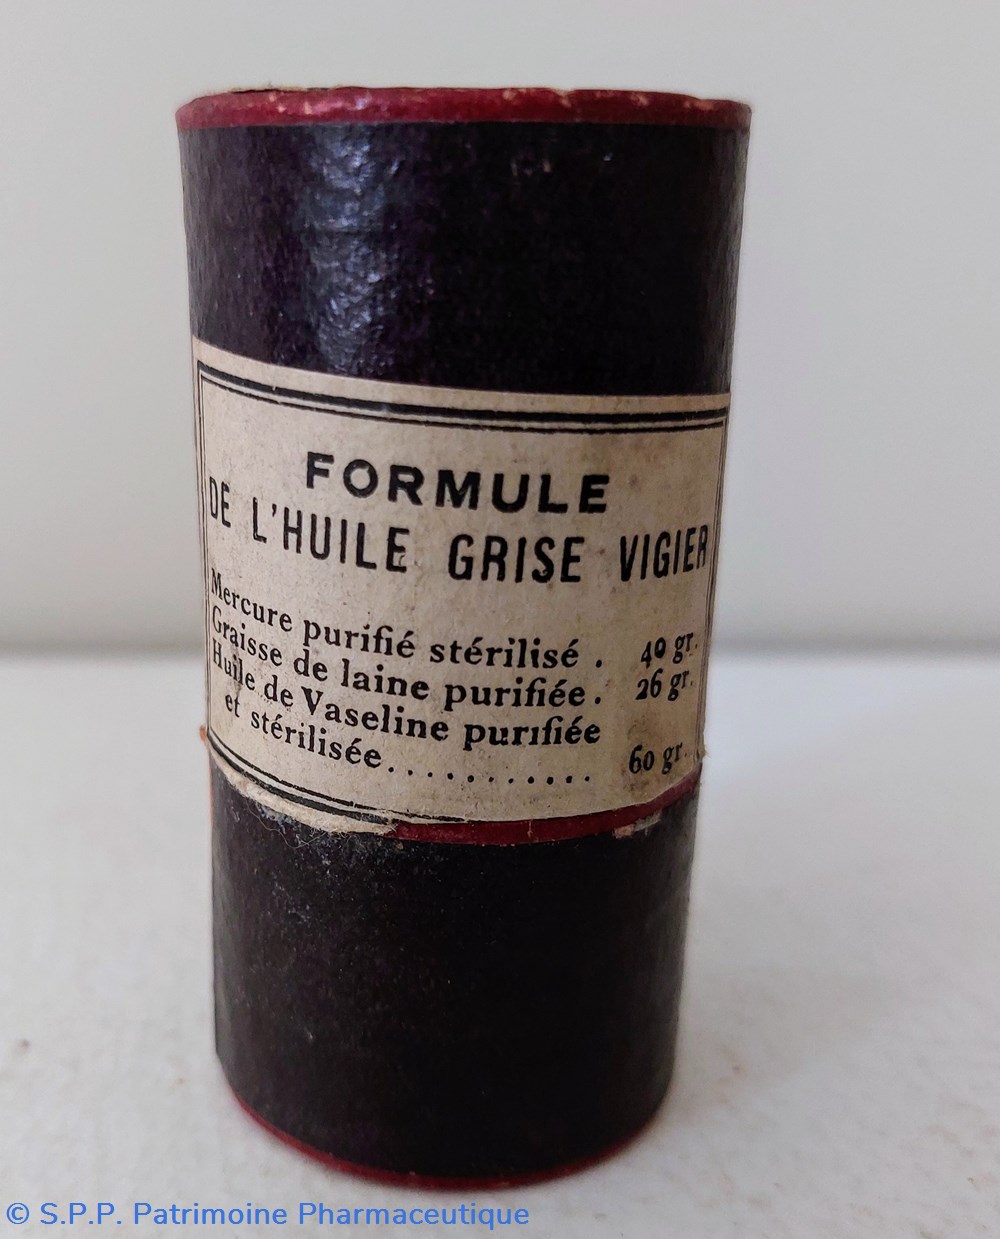 FORMULE
DE L'HUILE GRISE VIGIER
Mercure purifié stérilisé . 40 gr.
Graisse de laine purifiée. 26 gr.
Huile de Vaseline purifiée
et stérilisée............ 60 gr.
© S.P.P. Patrimoine Pharmaceutique